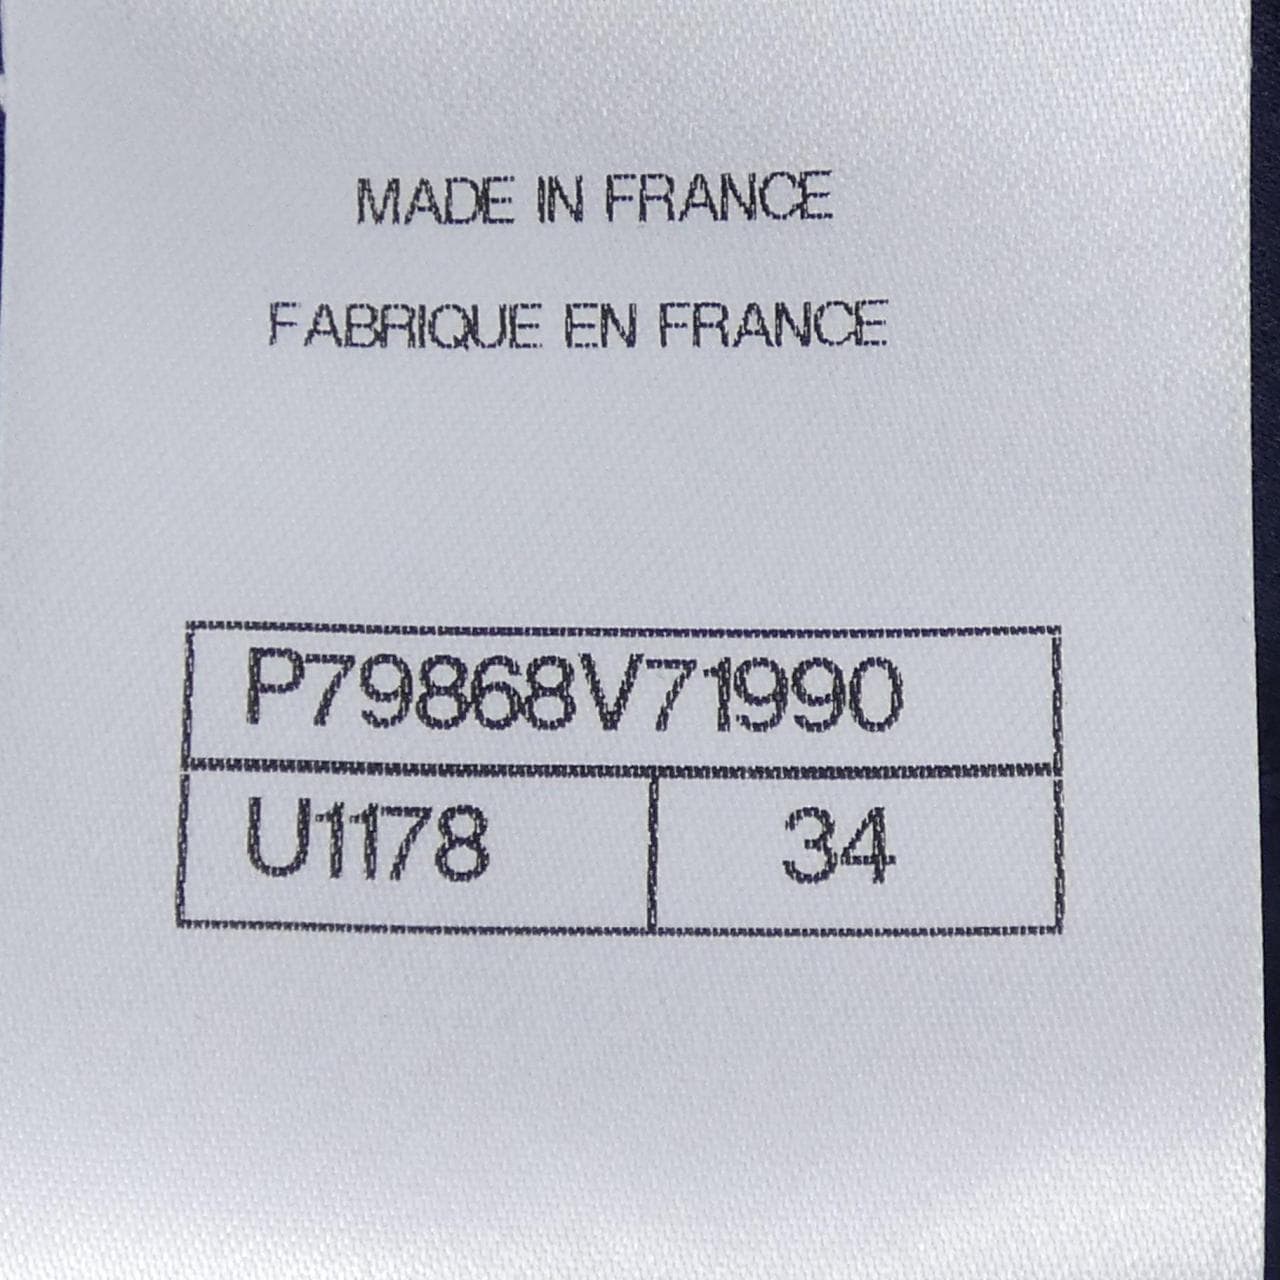 MADE IN FRANCE
FABRIQUE EN FRANCE
P79868V71990
U1178 34